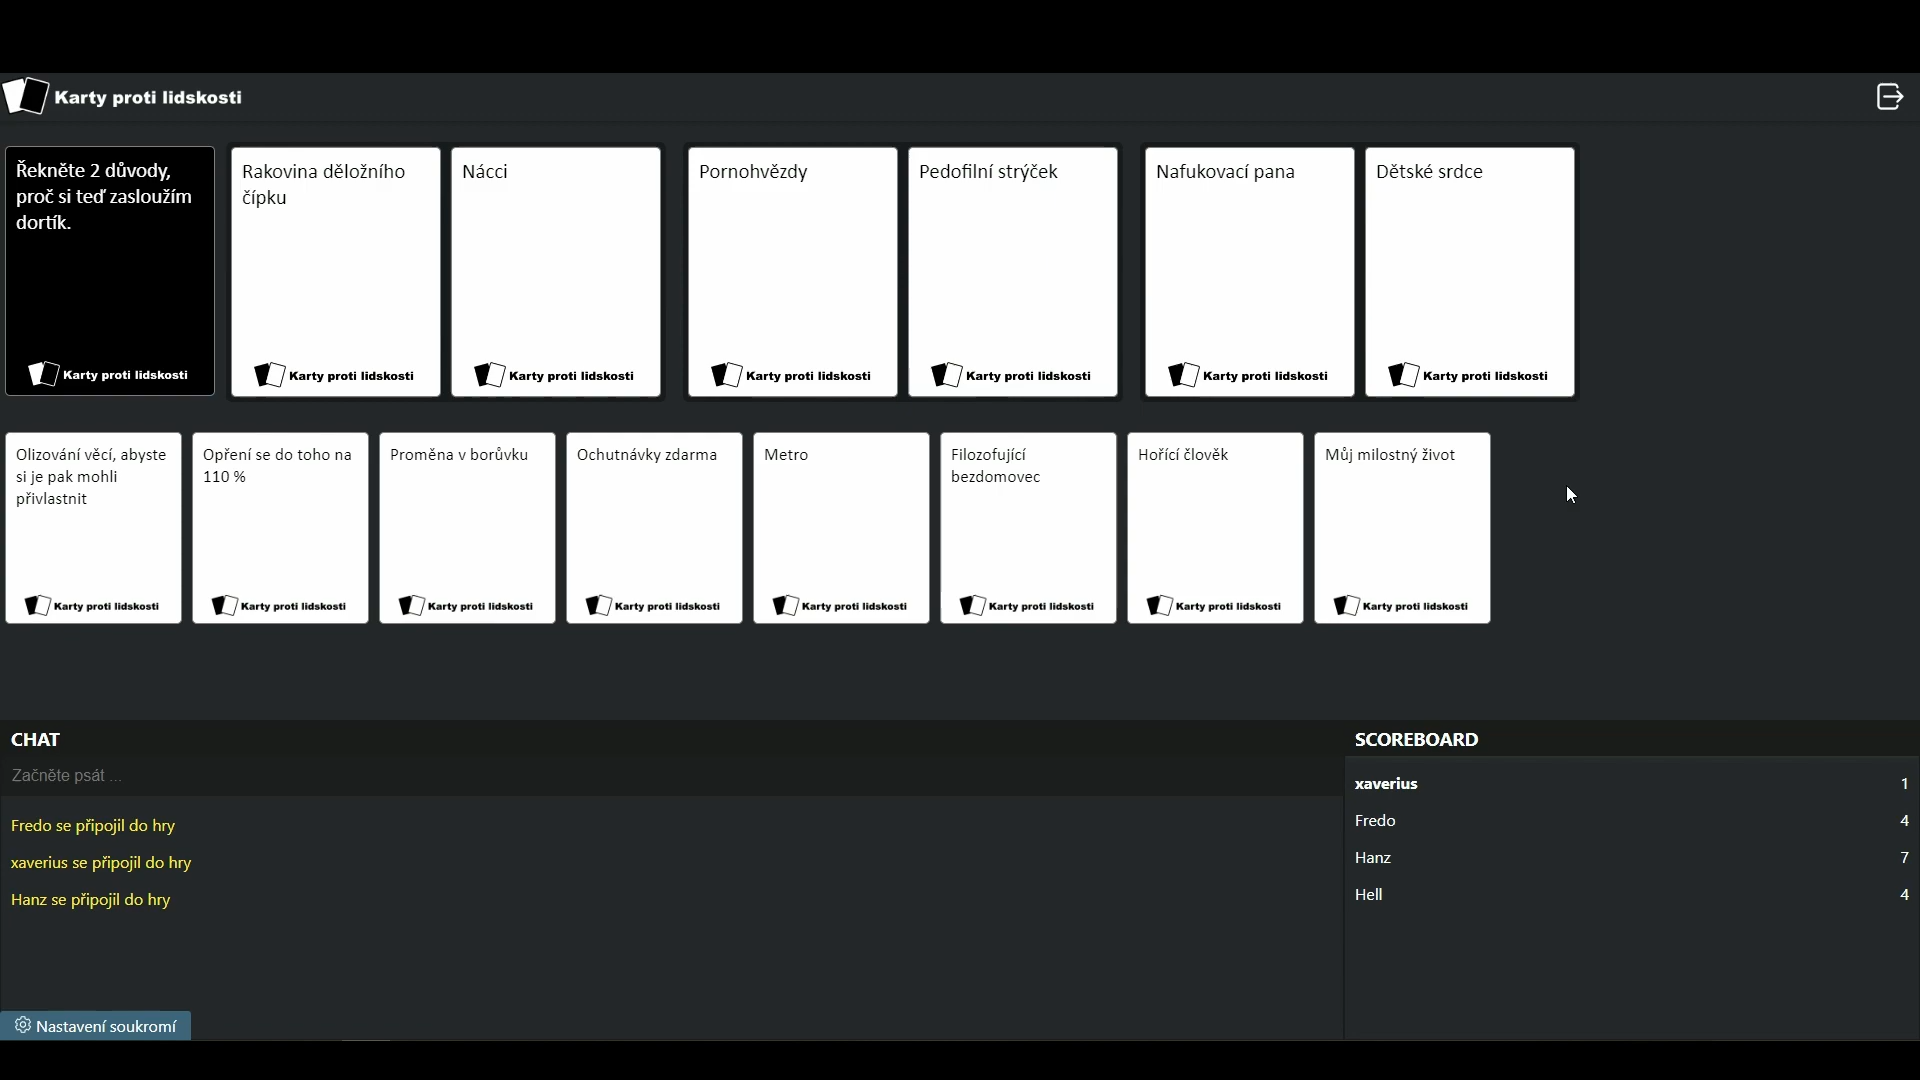 Karty proti lidskosti
Řekněte 2 důvody,
proč si teď zasloužím
dortík.
Karty proti lidskosti
Rakovina děložního
čípku
Karty proti lidskosti
Nácci
Karty proti lidskosti
Pornohvězdy
Karty proti lidskosti
Pedofilní strýček
Karty proti lidskosti
Nafukovací pana
Karty proti lidskosti
Dětské srdce
Karty proti lidskosti
Olizování věcí, abyste
si je pak mohli
přivlastnit
Karty proti lidskosti
Opření se do toho na
110 %
Karty proti lidskosti
Proměna v borůvku
Karty proti lidskosti
Ochutnávky zdarma
Karty proti lidskosti
Metro
Karty proti lidskosti
Filozofující
bezdomovec
Karty proti lidskosti
Hořící člověk
Karty proti lidskosti
Můj milostný život
Karty proti lidskosti
CHAT
Začněte psát ...
Fredo se připojil do hry
xaverius se připojil do hry
Hanz se připojil do hry
Nastavení soukromí
SCOREBOARD
xaverius 1
Fredo 4
Hanz 7
Hell 4